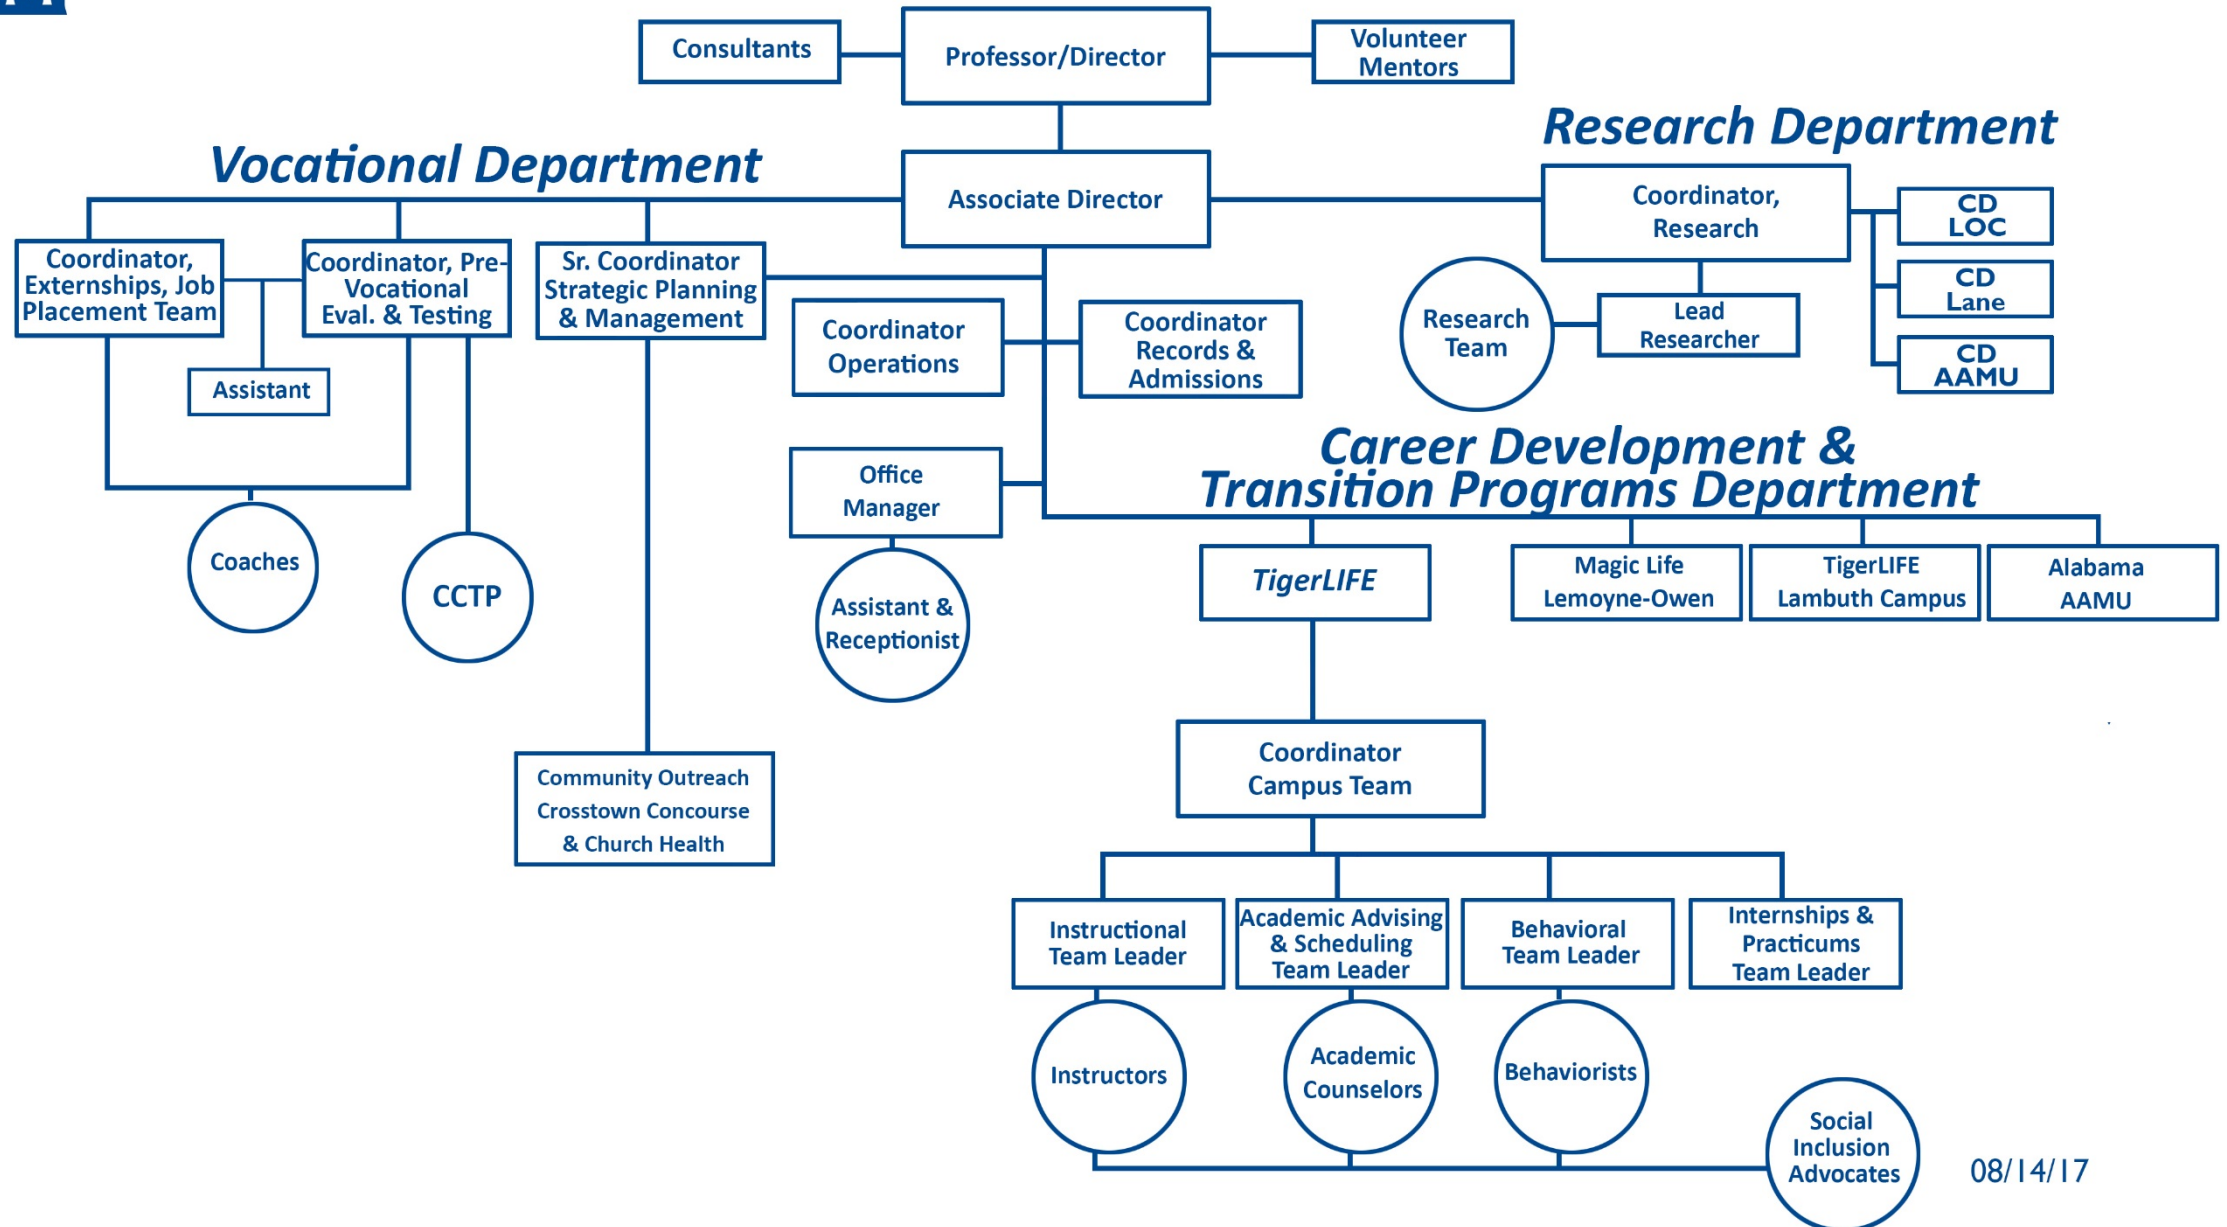 Consultants
Professor/Director
Volunteer
Mentors
Research Department
Vocational Department
Associate Director
Coordinator,
Research
CD
LOC
CD
Lane
CD
AAMU
Coordinator,
Externships, Job
Placement Team
Coordinator, Pre-
Vocational
Eval. & Testing
Sr. Coordinator
Strategic Planning
& Management
Coordinator
Operations
Coordinator
Records &
Admissions
Research
Team
Lead
Researcher
Assistant
Career Development &
Transition Programs Department
Office
Manager
Coaches
CCTP
Assistant &
Receptionist
TigerLIFE
Magic Life
Lemoyne-Owen
TigerLIFE
Lambuth Campus
Alabama
AAMU
Coordinator
Campus Team
Community Outreach
Crosstown Concourse
& Church Health
Instructional
Team Leader
Academic Advising
& Scheduling
Team Leader
Behavioral
Team Leader
Internships &
Practicums
Team Leader
Instructors
Academic
Counselors
Behaviorists
Social
Inclusion
Advocates
08/14/17